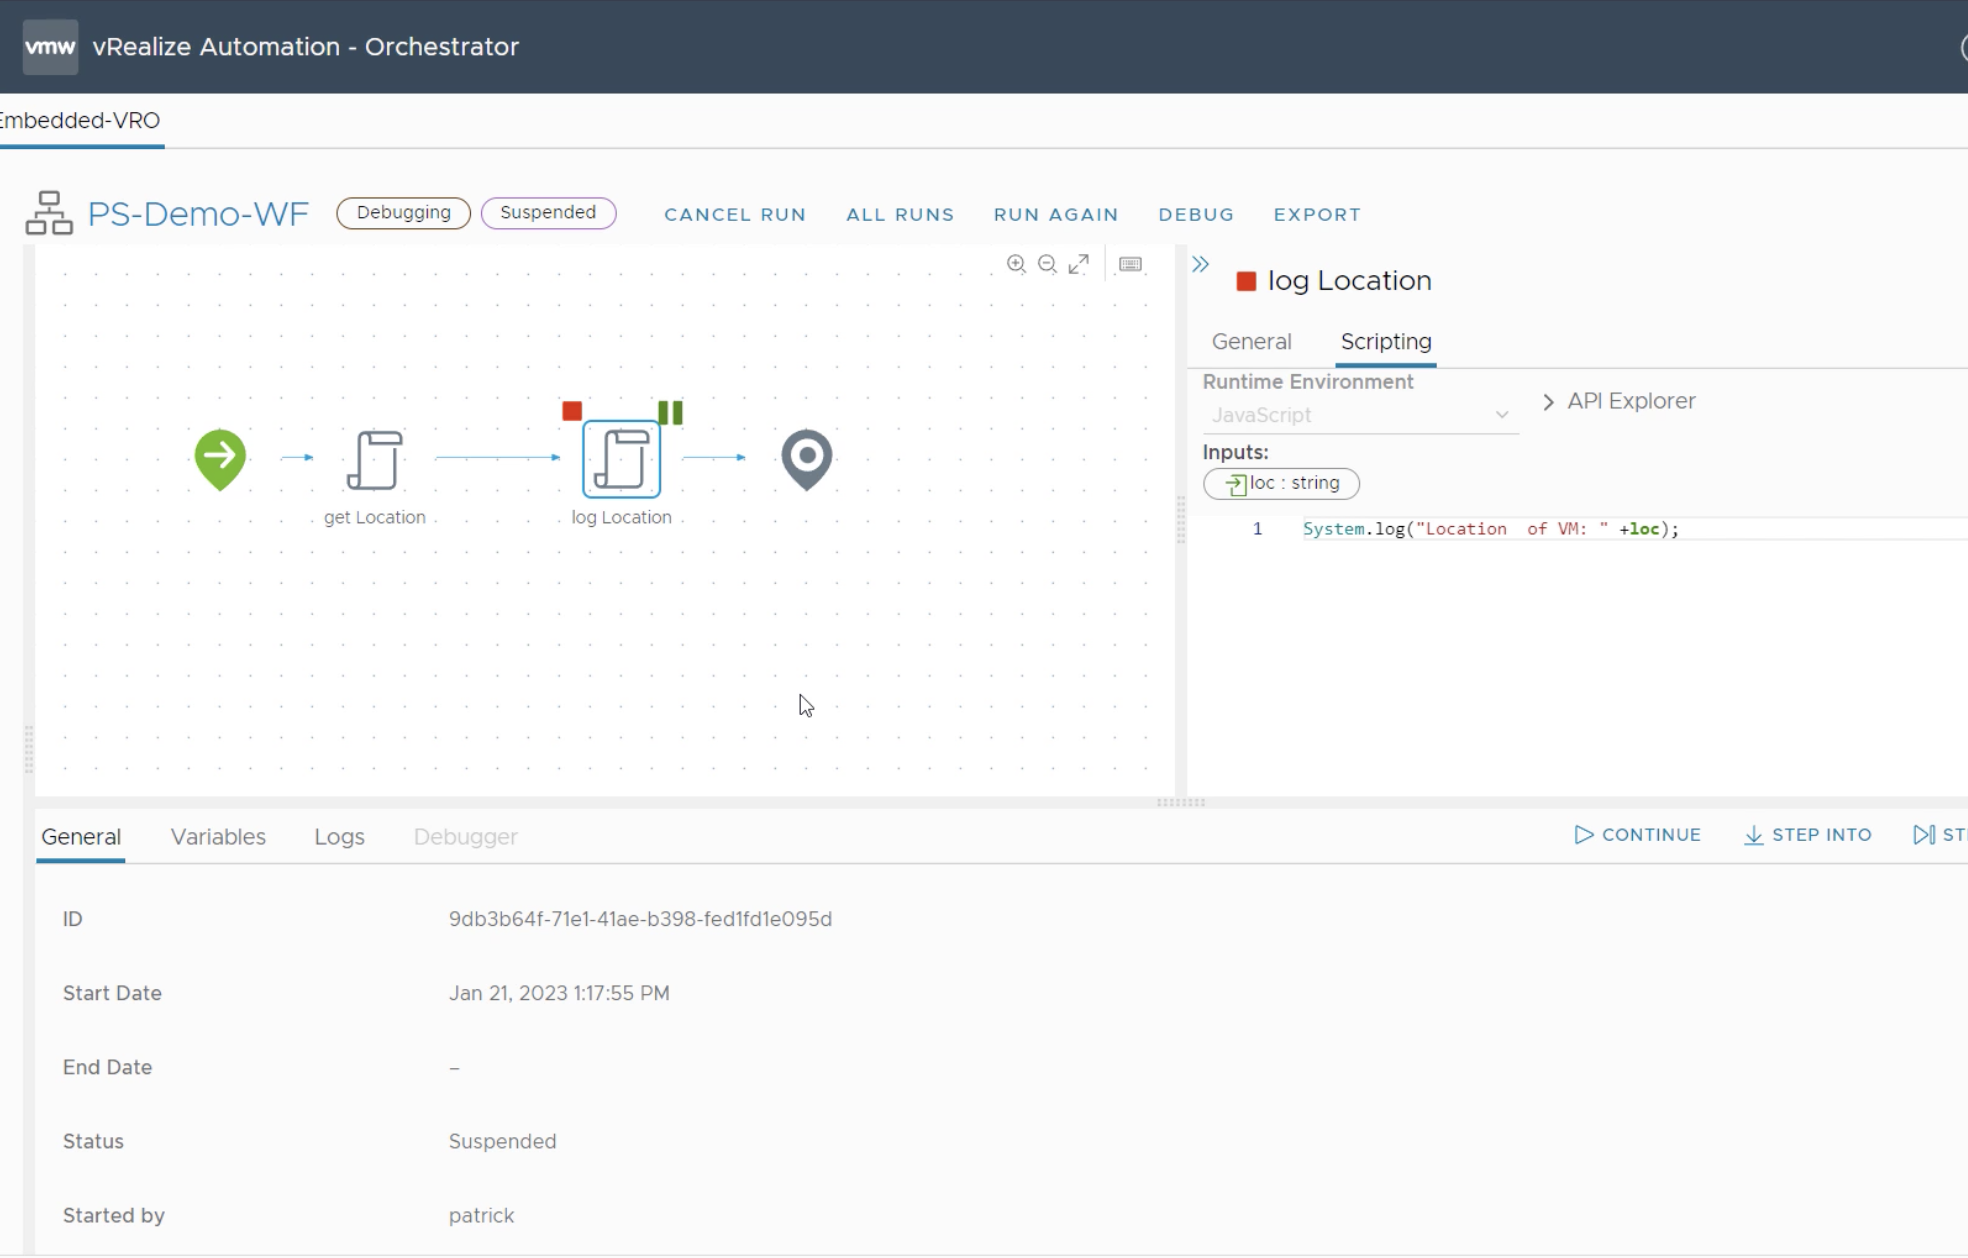 vmw vRealize Automation - Orchestrator
Embedded-VRO
PS-Demo-WF Debugging Suspended CANCEL RUN ALL RUNS RUN AGAIN DEBUG EXPORT
log Location
General Scripting
Runtime Environment
JavaScript
API Explorer
Inputs:
loc : string
1 System.log("Location  of VM: " +loc);
get Location
log Location
General Variables Logs Debugger CONTINUE STEP INTO
ID 9db3b64f-71e1-41ae-b398-fed1fd1e095d
Start Date Jan 21, 2023 1:17:55 PM
End Date –
Status Suspended
Started by patrick